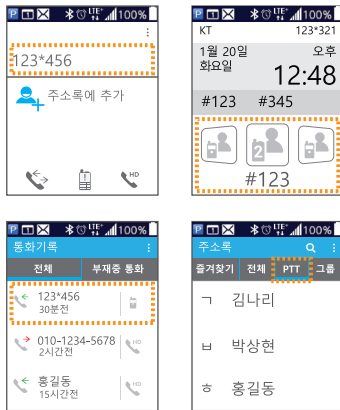 P LTE 100%
123*456
주소록에 추가
HD
P LTE 100%
KT 123*321
1월 20일 오후
화요일 12:48
#123 #345
2
#123
P LTE 100%
통화기록
전체 부재중 통화
123*456
30분전
010-1234-5678 HD
2시간전
홍길동 HD
15시간전
P LTE 100%
주소록
즐겨찾기 전체 PTT 그룹
ㄱ 김나리
ㅂ 박상현
ㅎ 홍길동